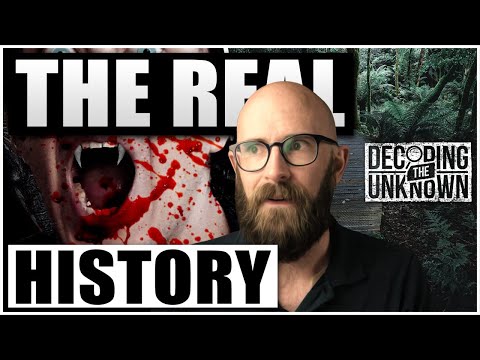 THE REAL
HISTORY
DECODING
THE
UNKNOWN